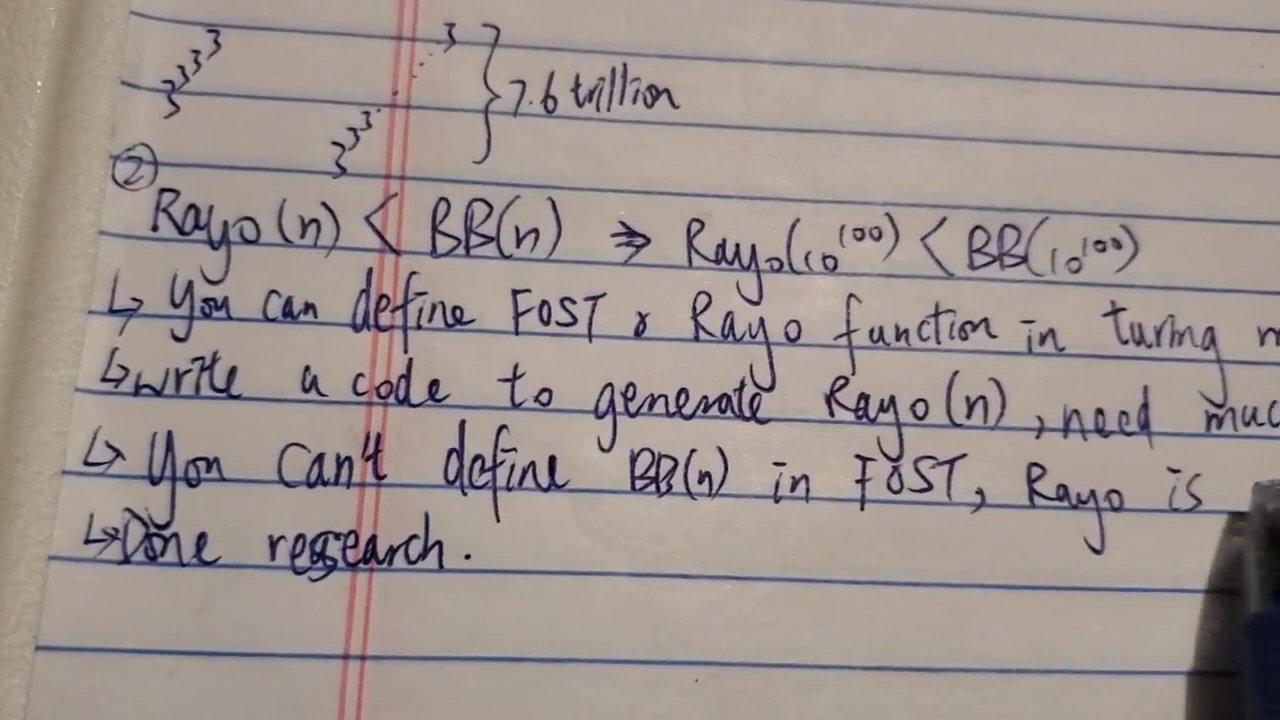 3^3^3^3 3^3^3^...^3 } 7.6 trillion
②
Rayo(n) < BB(n) ⇒ Rayo(10^100) < BB(10^100)
↳ You can define FOST & Rayo function in turing
↳ write a code to generate Rayo(n), need
↳ You can't define BB(n) in FOST, Rayo is
↳ Done research.